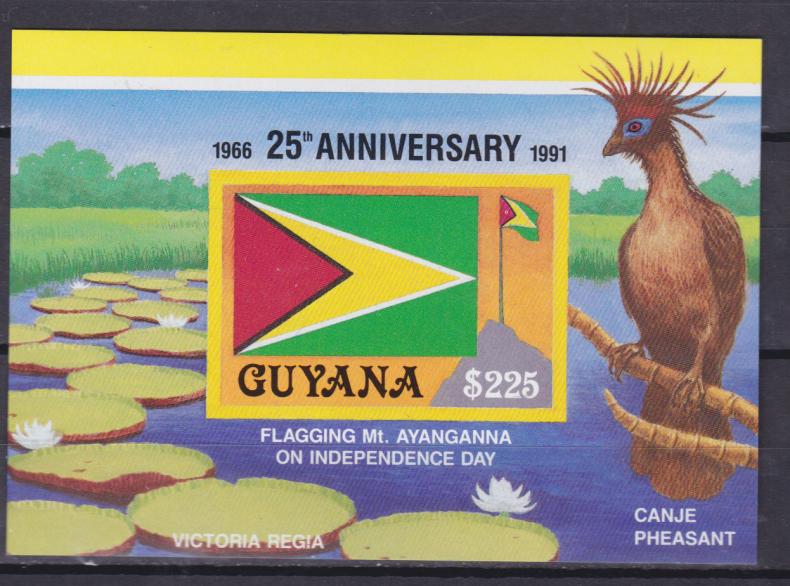 1966 25th ANNIVERSARY 1991
GUYANA $225
FLAGGING Mt. AYANGANNA
ON INDEPENDENCE DAY
VICTORIA REGIA
CANJE
PHEASANT